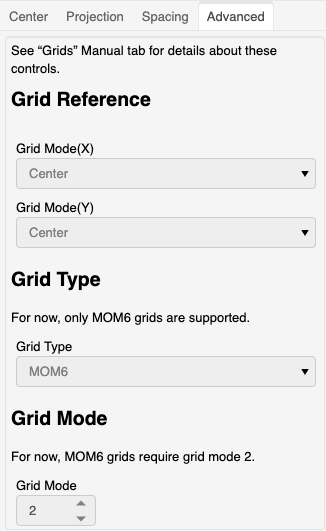 Center Projection Spacing Advanced
See “Grids” Manual tab for details about these
controls.
Grid Reference
Grid Mode(X)
Center
Grid Mode(Y)
Center
Grid Type
For now, only MOM6 grids are supported.
Grid Type
MOM6
Grid Mode
For now, MOM6 grids require grid mode 2.
Grid Mode
2